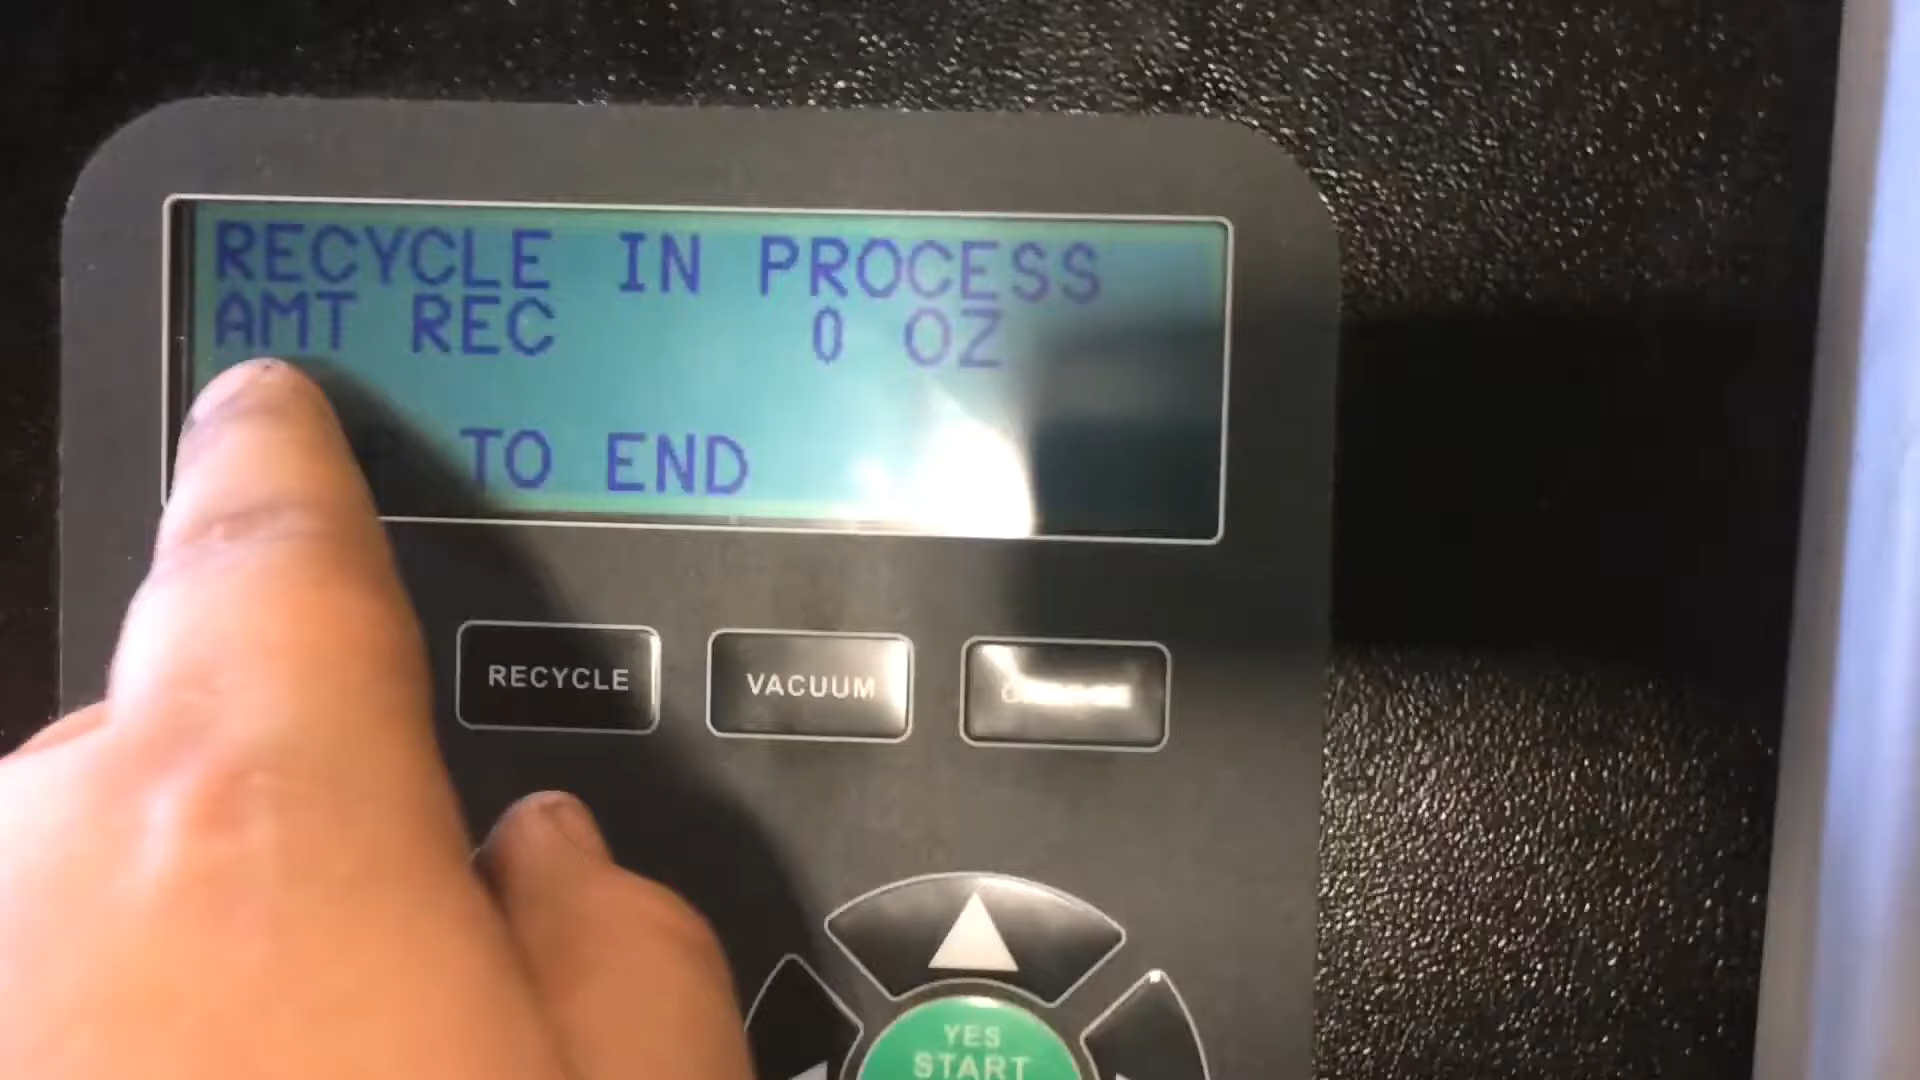 RECYCLE IN PROCESS
AMT REC 0 OZ
TO END
RECYCLE
VACUUM
YES
START